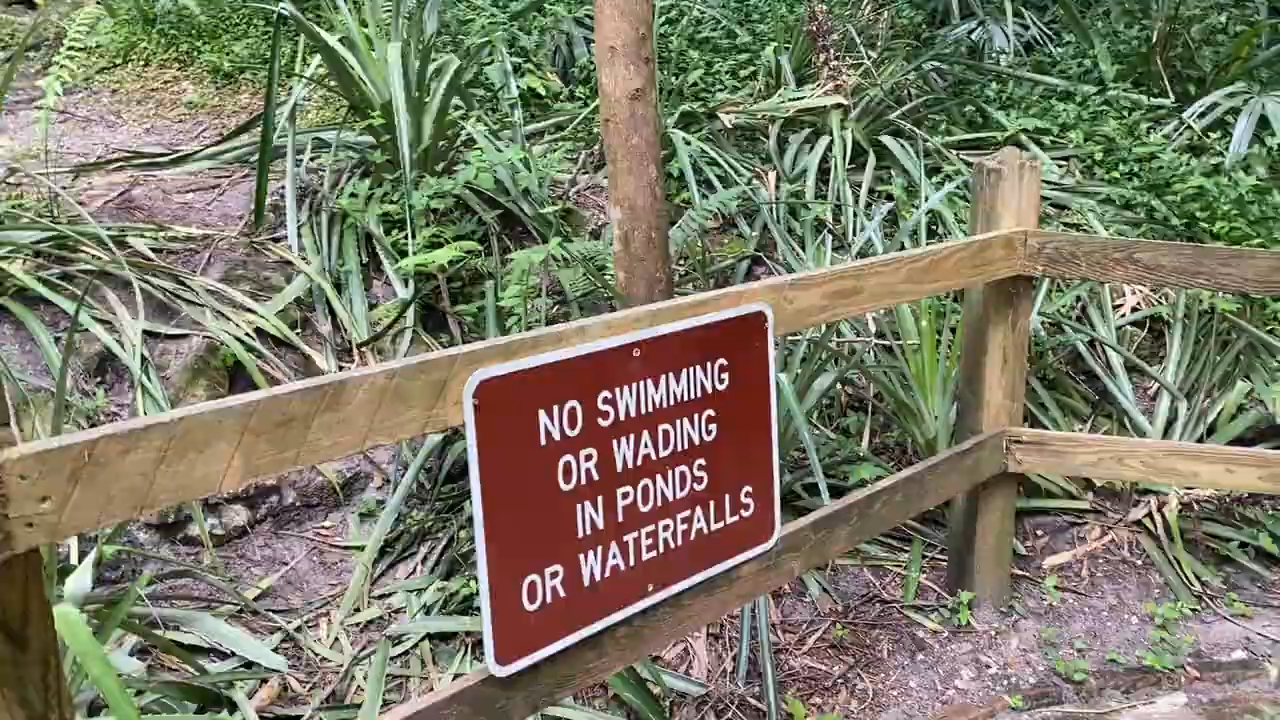 NO SWIMMING
OR WADING
IN PONDS
OR WATERFALLS